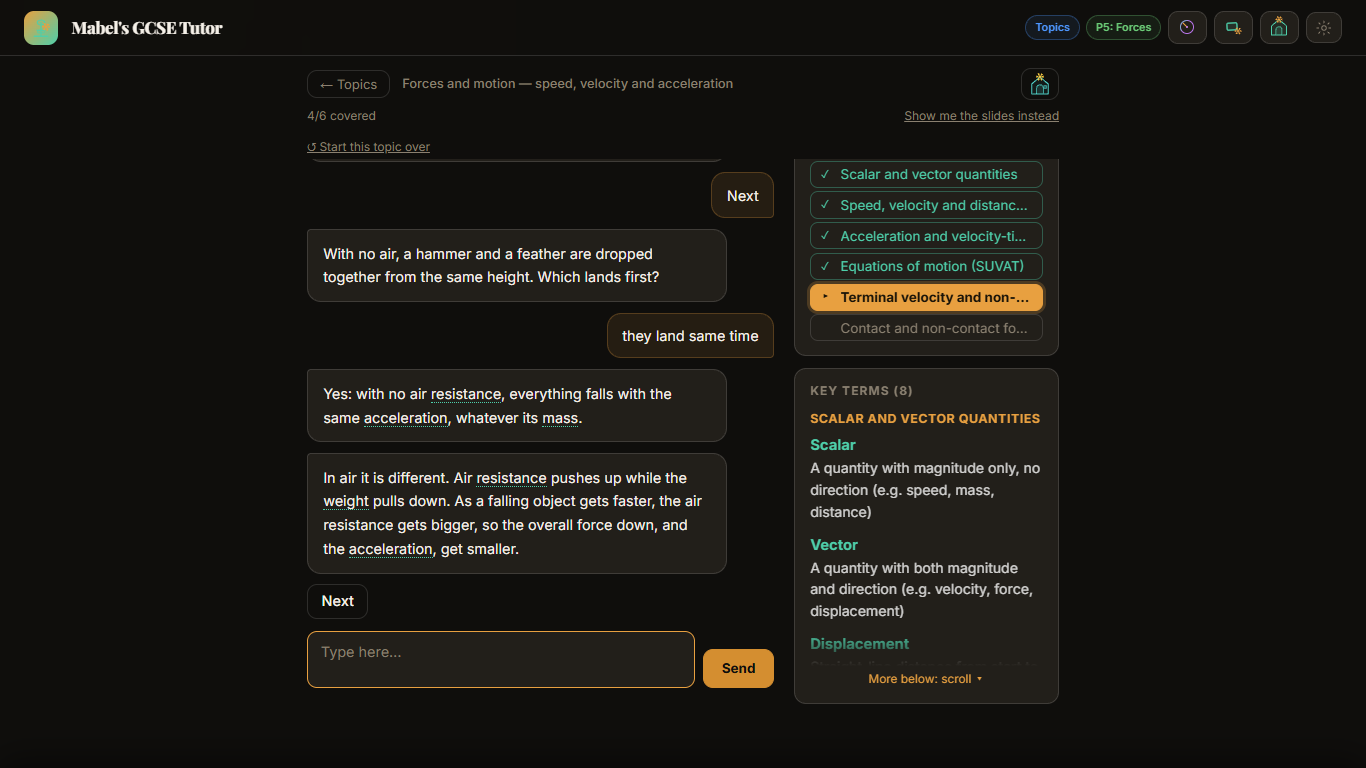 Mabel's GCSE Tutor
Topics
P5: Forces
← Topics
Forces and motion — speed, velocity and acceleration
4/6 covered
Show me the slides instead
↺ Start this topic over
Next
With no air, a hammer and a feather are dropped
together from the same height. Which lands first?
they land same time
Yes: with no air resistance, everything falls with the
same acceleration, whatever its mass.
In air it is different. Air resistance pushes up while the
weight pulls down. As a falling object gets faster, the air
resistance gets bigger, so the overall force down, and
the acceleration, get smaller.
Next
Type here...
Send
✓ Scalar and vector quantities
✓ Speed, velocity and distanc...
✓ Acceleration and velocity-ti...
✓ Equations of motion (SUVAT)
▸ Terminal velocity and non-...
Contact and non-contact fo...
KEY TERMS (8)
SCALAR AND VECTOR QUANTITIES
Scalar
A quantity with magnitude only, no
direction (e.g. speed, mass,
distance)
Vector
A quantity with both magnitude
and direction (e.g. velocity, force,
displacement)
Displacement
More below: scroll ▾